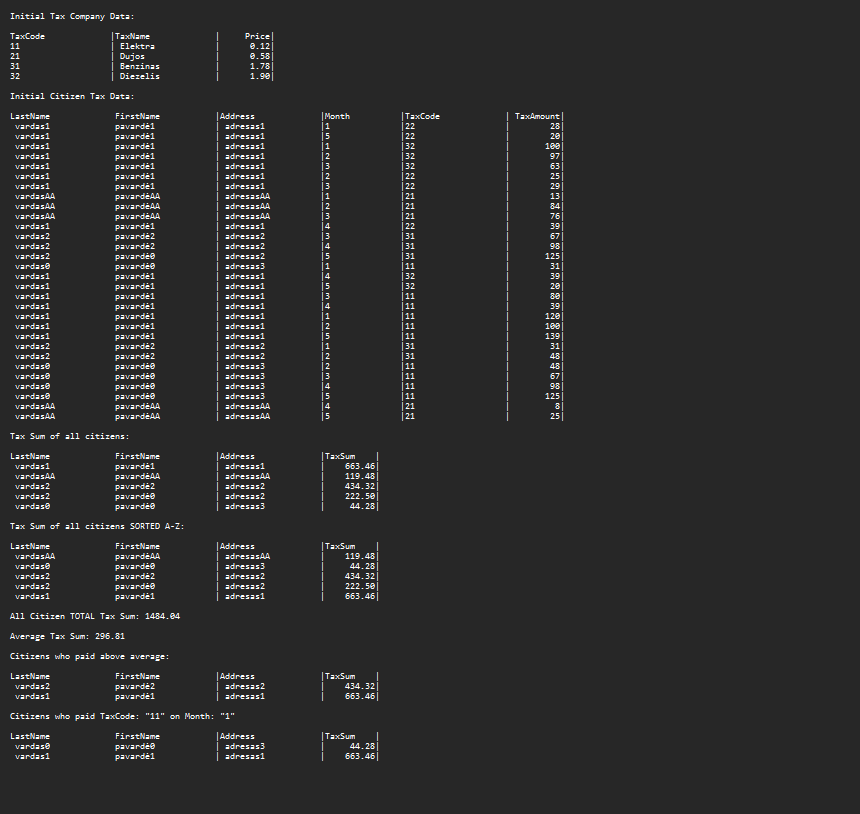 Initial Tax Company Data:
TaxCode |TaxName | Price|
11 | Elektra | 0.12|
21 | Dujos | 0.58|
31 | Benzinas | 1.78|
32 | Diezelis | 1.90|
Initial Citizen Tax Data:
LastName FirstName |Address |Month |TaxCode | TaxAmount|
vardas1 pavardė1 | adresas1 |1 |22 | 28|
vardas1 pavardė1 | adresas1 |5 |22 | 20|
vardas1 pavardė1 | adresas1 |1 |32 | 100|
vardas1 pavardė1 | adresas1 |2 |32 | 97|
vardas1 pavardė1 | adresas1 |3 |32 | 63|
vardas1 pavardė1 | adresas1 |2 |22 | 25|
vardas1 pavardė1 | adresas1 |3 |22 | 29|
vardasAA pavardėAA | adresasAA |1 |21 | 13|
vardasAA pavardėAA | adresasAA |2 |21 | 84|
vardasAA pavardėAA | adresasAA |3 |21 | 76|
vardas1 pavardė1 | adresas1 |4 |22 | 39|
vardas2 pavardė2 | adresas2 |3 |31 | 67|
vardas2 pavardė2 | adresas2 |4 |31 | 98|
vardas2 pavardė0 | adresas2 |5 |31 | 125|
vardas0 pavardė0 | adresas3 |1 |11 | 31|
vardas1 pavardė1 | adresas1 |4 |32 | 39|
vardas1 pavardė1 | adresas1 |5 |32 | 20|
vardas1 pavardė1 | adresas1 |3 |11 | 80|
vardas1 pavardė1 | adresas1 |4 |11 | 39|
vardas1 pavardė1 | adresas1 |1 |11 | 120|
vardas1 pavardė1 | adresas1 |2 |11 | 100|
vardas1 pavardė1 | adresas1 |5 |11 | 139|
vardas2 pavardė2 | adresas2 |1 |31 | 31|
vardas2 pavardė2 | adresas2 |2 |31 | 48|
vardas0 pavardė0 | adresas3 |2 |11 | 48|
vardas0 pavardė0 | adresas3 |3 |11 | 67|
vardas0 pavardė0 | adresas3 |4 |11 | 98|
vardas0 pavardė0 | adresas3 |5 |11 | 125|
vardasAA pavardėAA | adresasAA |4 |21 | 8|
vardasAA pavardėAA | adresasAA |5 |21 | 25|
Tax Sum of all citizens:
LastName FirstName |Address |TaxSum |
vardas1 pavardė1 | adresas1 | 663.46|
vardasAA pavardėAA | adresasAA | 119.48|
vardas2 pavardė2 | adresas2 | 434.32|
vardas2 pavardė0 | adresas2 | 222.50|
vardas0 pavardė0 | adresas3 | 44.28|
Tax Sum of all citizens SORTED A-Z:
LastName FirstName |Address |TaxSum |
vardasAA pavardėAA | adresasAA | 119.48|
vardas0 pavardė0 | adresas3 | 44.28|
vardas2 pavardė2 | adresas2 | 434.32|
vardas2 pavardė0 | adresas2 | 222.50|
vardas1 pavardė1 | adresas1 | 663.46|
All Citizen TOTAL Tax Sum: 1484.04
Average Tax Sum: 296.81
Citizens who paid above average:
LastName FirstName |Address |TaxSum |
vardas2 pavardė2 | adresas2 | 434.32|
vardas1 pavardė1 | adresas1 | 663.46|
Citizens who paid TaxCode: "11" on Month: "1"
LastName FirstName |Address |TaxSum |
vardas0 pavardė0 | adresas3 | 44.28|
vardas1 pavardė1 | adresas1 | 663.46|